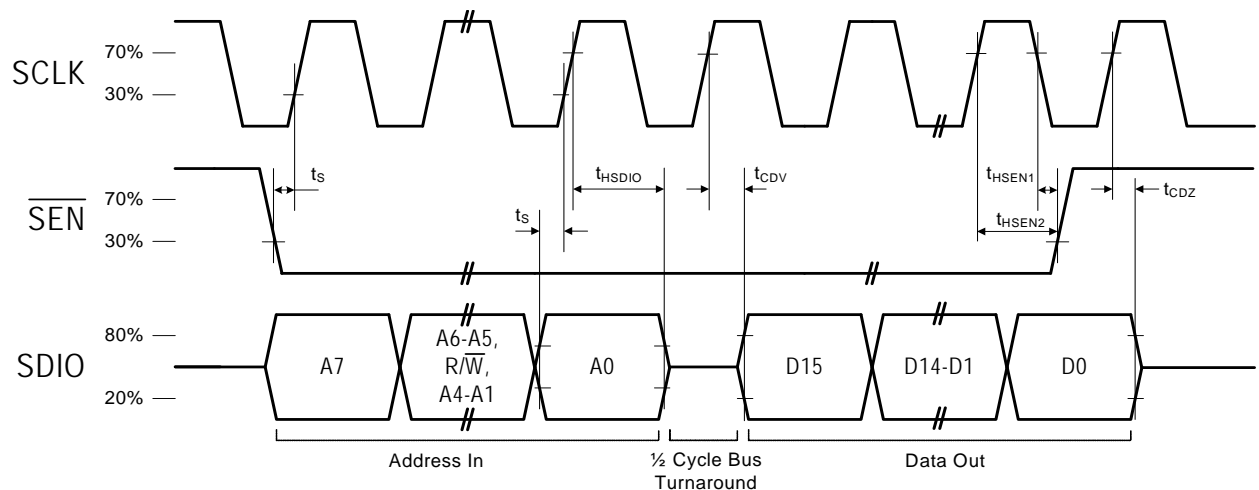 70%
SCLK
30%
tS
tHSDIO
tCDV
tHSEN1
tCDZ
70%
SEN
30%
tS
tHSEN2
80%
SDIO
20%
A7
A6-A5,
R/W,
A4-A1
A0
D15
D14-D1
D0
Address In
½ Cycle Bus
Turnaround
Data Out